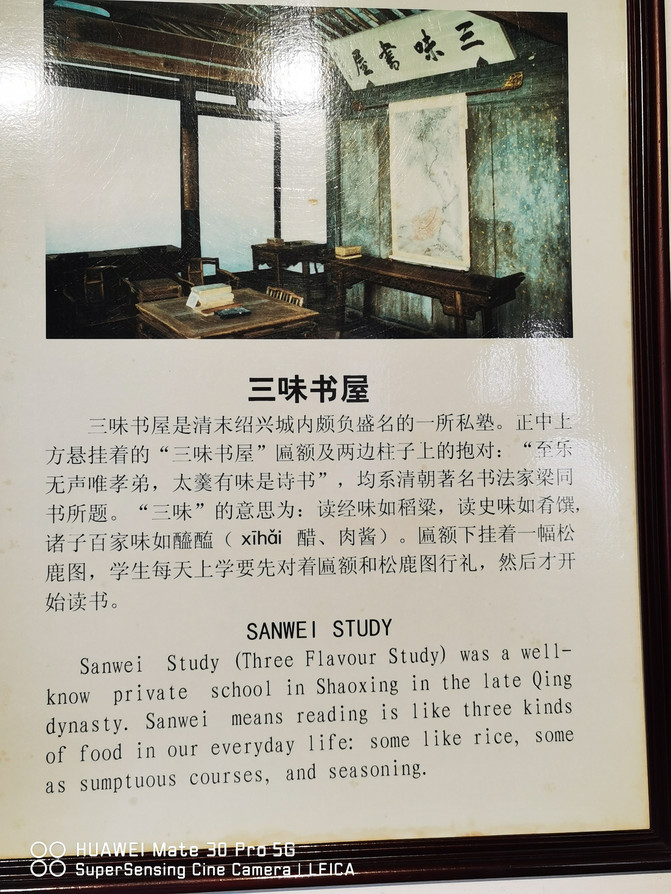 三味書屋
三味书屋
三味书屋是清末绍兴城内颇负盛名的一所私塾。正中上
方悬挂着的“三味书屋”匾额及两边柱子上的抱对：“至乐
无声唯孝弟，太羹有味是诗书”，均系清朝著名书法家梁同
书所题。“三味”的意思为：读经味如稻粱，读史味如肴馔，
诸子百家味如醯醢（xīhǎi 醋、肉酱）。匾额下挂着一幅松
鹿图，学生每天上学要先对着匾额和松鹿图行礼，然后才开
始读书。
SANWEI STUDY
Sanwei Study (Three Flavour Study) was a well-
know private school in Shaoxing in the late Qing
dynasty. Sanwei means reading is like three kinds
of food in our everyday life: some like rice, some
as sumptuous courses, and seasoning.
HUAWEI Mate 30 Pro 5G
SuperSensing Cine Camera | LEICA